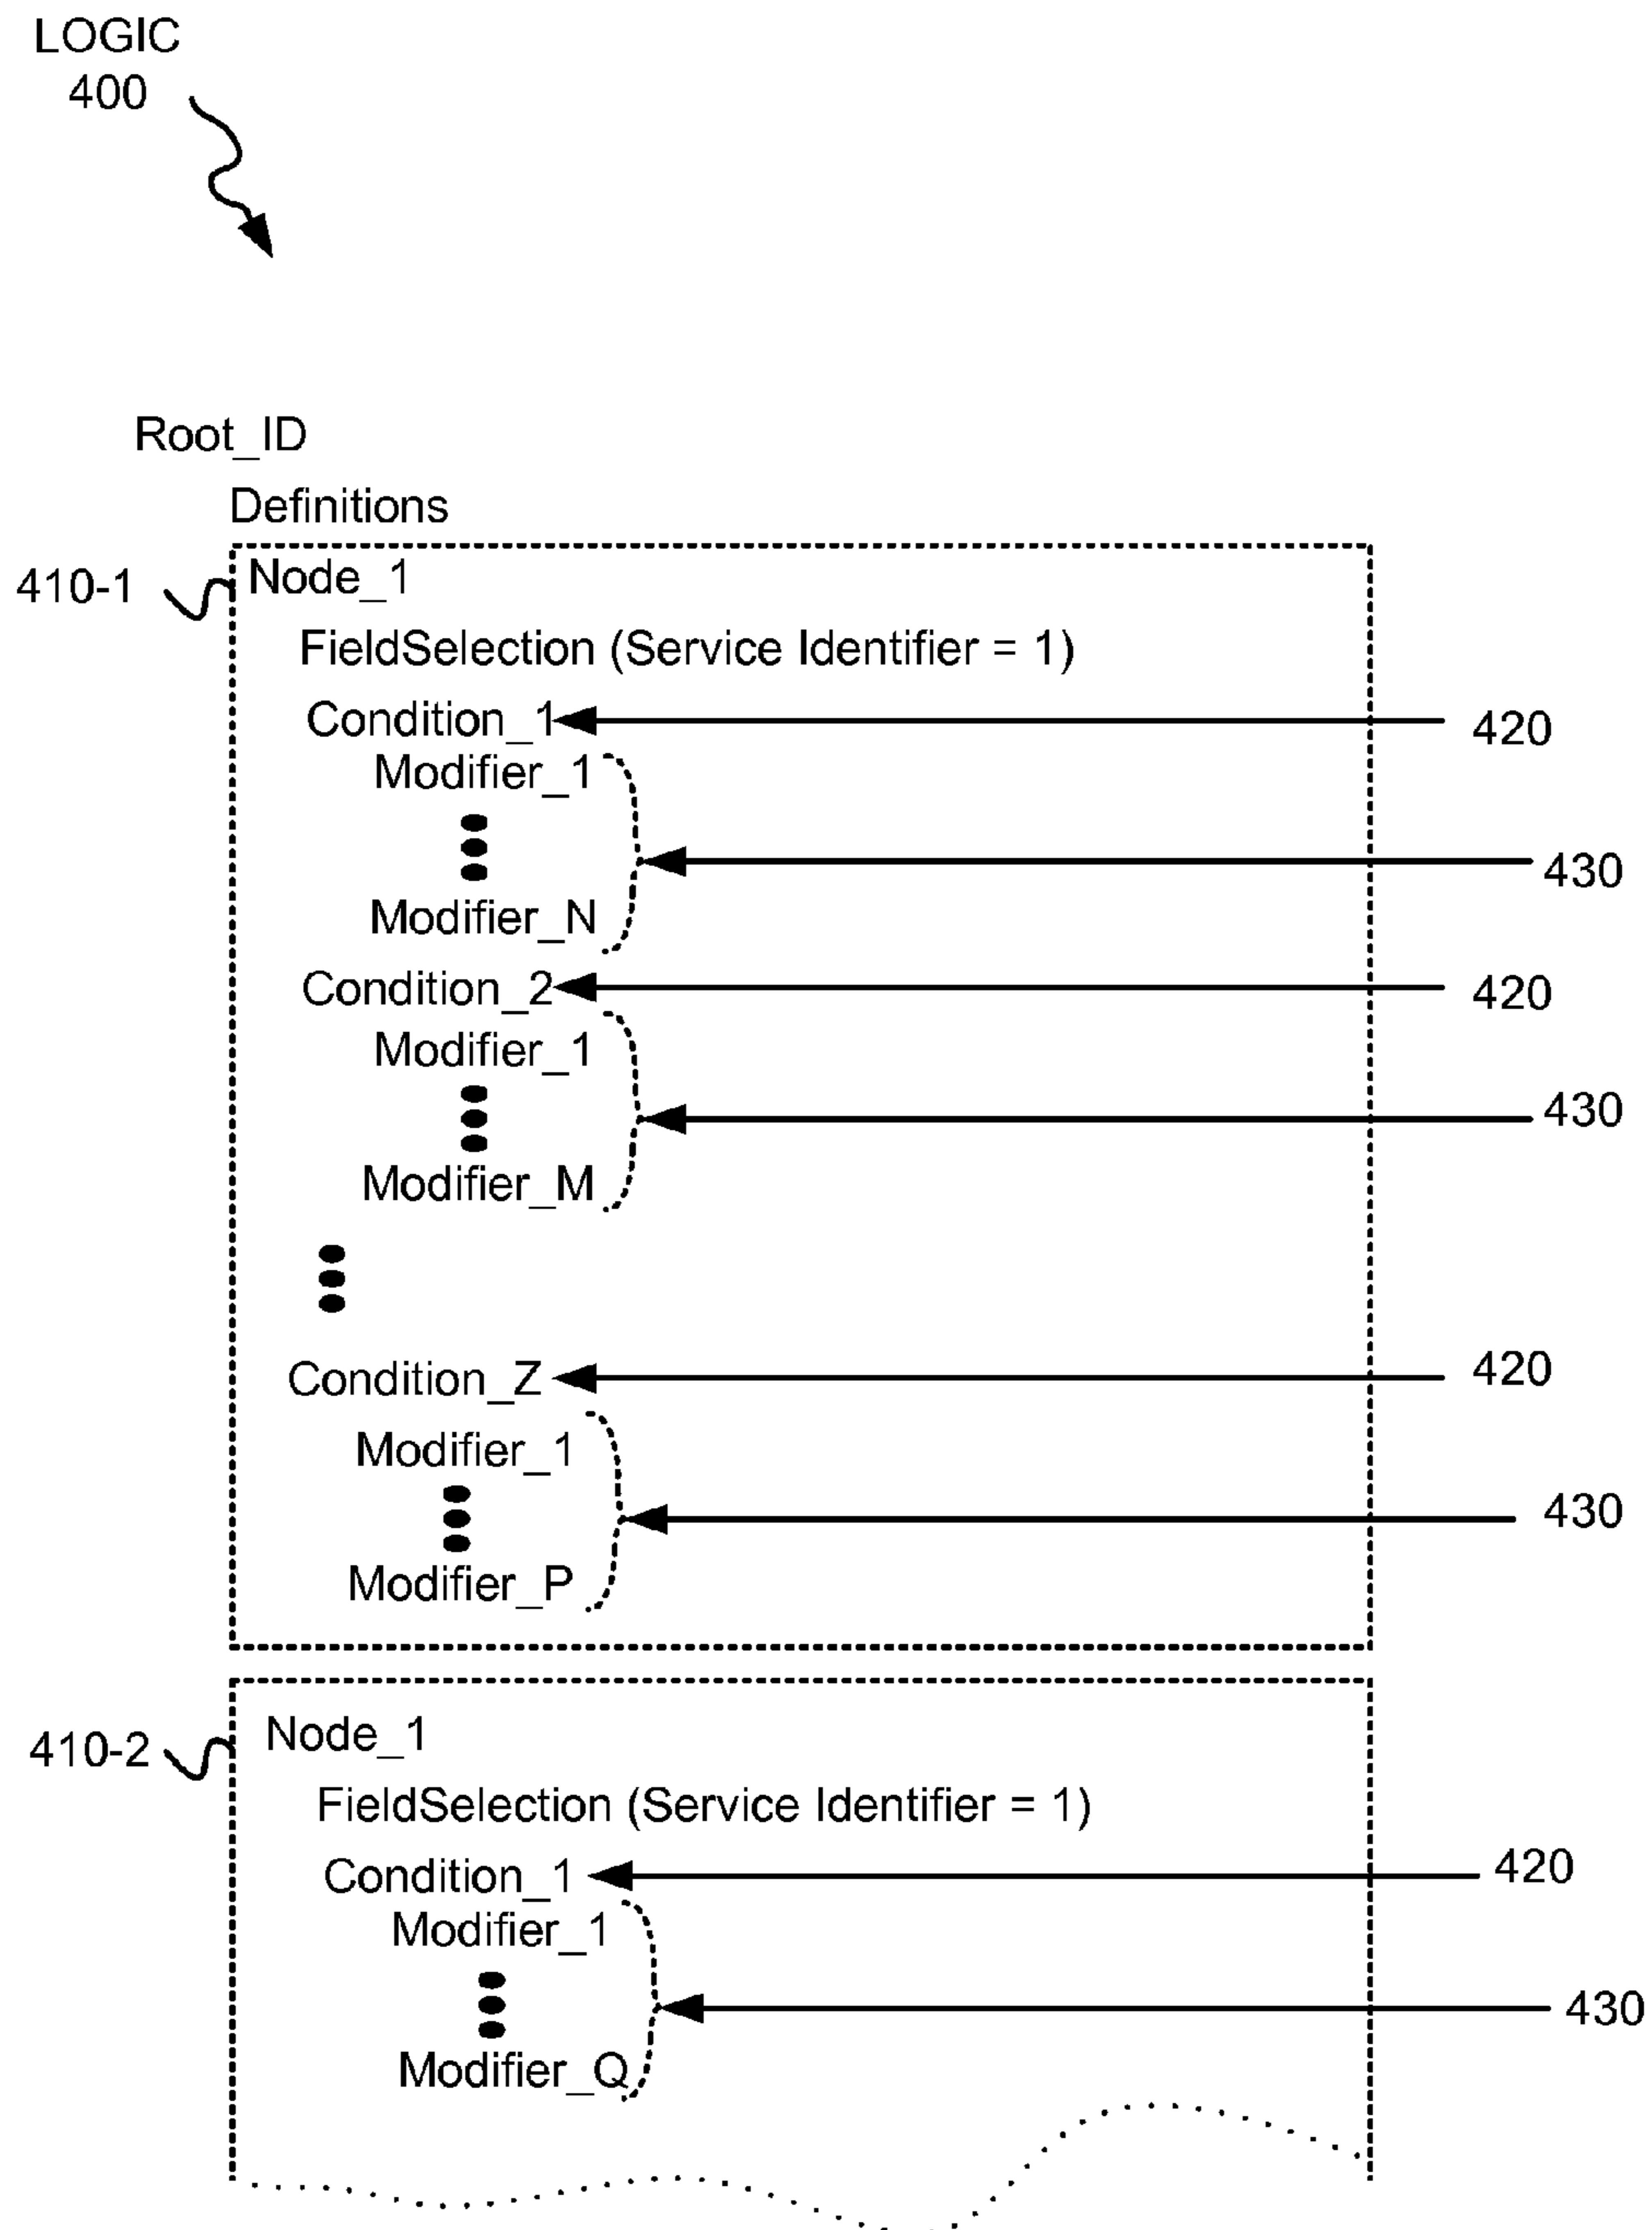 LOGIC
400
Root_ID
Definitions
410-1
Node_1
FieldSelection (Service Identifier = 1)
Condition_1
420
Modifier_1
430
Modifier_N
Condition_2
420
Modifier_1
430
Modifier_M
Condition_Z
420
Modifier_1
430
Modifier_P
410-2
Node_1
FieldSelection (Service Identifier = 1)
Condition_1
420
Modifier_1
430
Modifier_Q